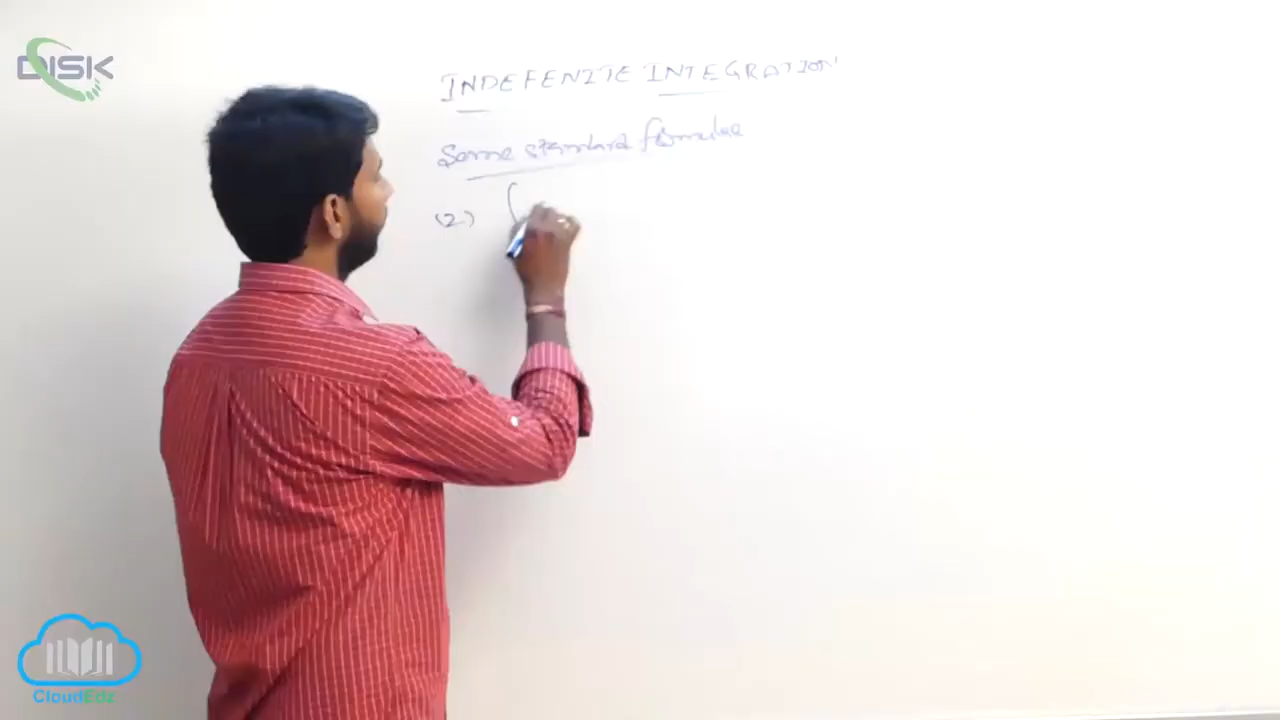 DISK
INDEFENITE INTEGRATION
Some standard formulae
(2) ∫
CloudEdz